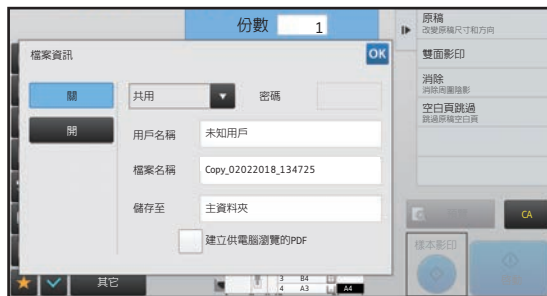 份數 1
檔案資訊
OK
關
共用
密碼
開
用戶名稱
未知用戶
檔案名稱
Copy_02022018_134725
儲存至
主資料夾
建立供電腦瀏覽的PDF
其它
3 B4
4 A3
A4
原稿
改變原稿尺寸和方向
雙面影印
消除
消除周圍陰影
空白頁跳過
跳過原稿空白頁
CA
樣本影印